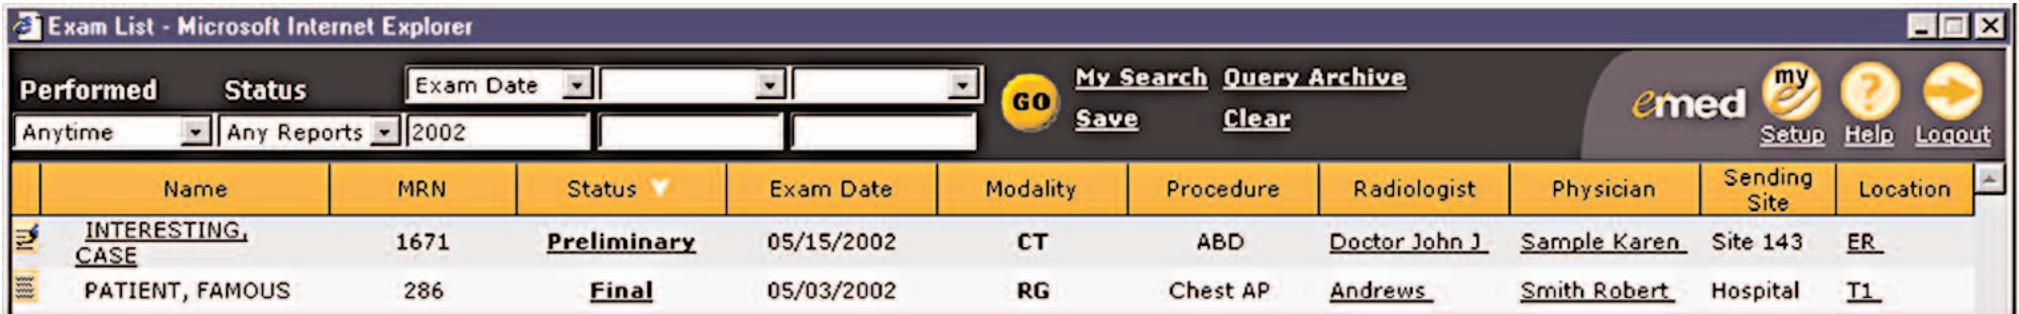 Exam List - Microsoft Internet Explorer
Performed Status Exam Date GO My Search Query Archive emed my
Anytime Any Reports 2002 Save Clear Setup ? Help Logout
Name MRN Status Exam Date Modality Procedure Radiologist Physician Sending Site Location
INTERESTING, CASE 1671 Preliminary 05/15/2002 CT ABD Doctor John J Sample Karen Site 143 ER
PATIENT, FAMOUS 286 Final 05/03/2002 RG Chest AP Andrews Smith Robert Hospital T1